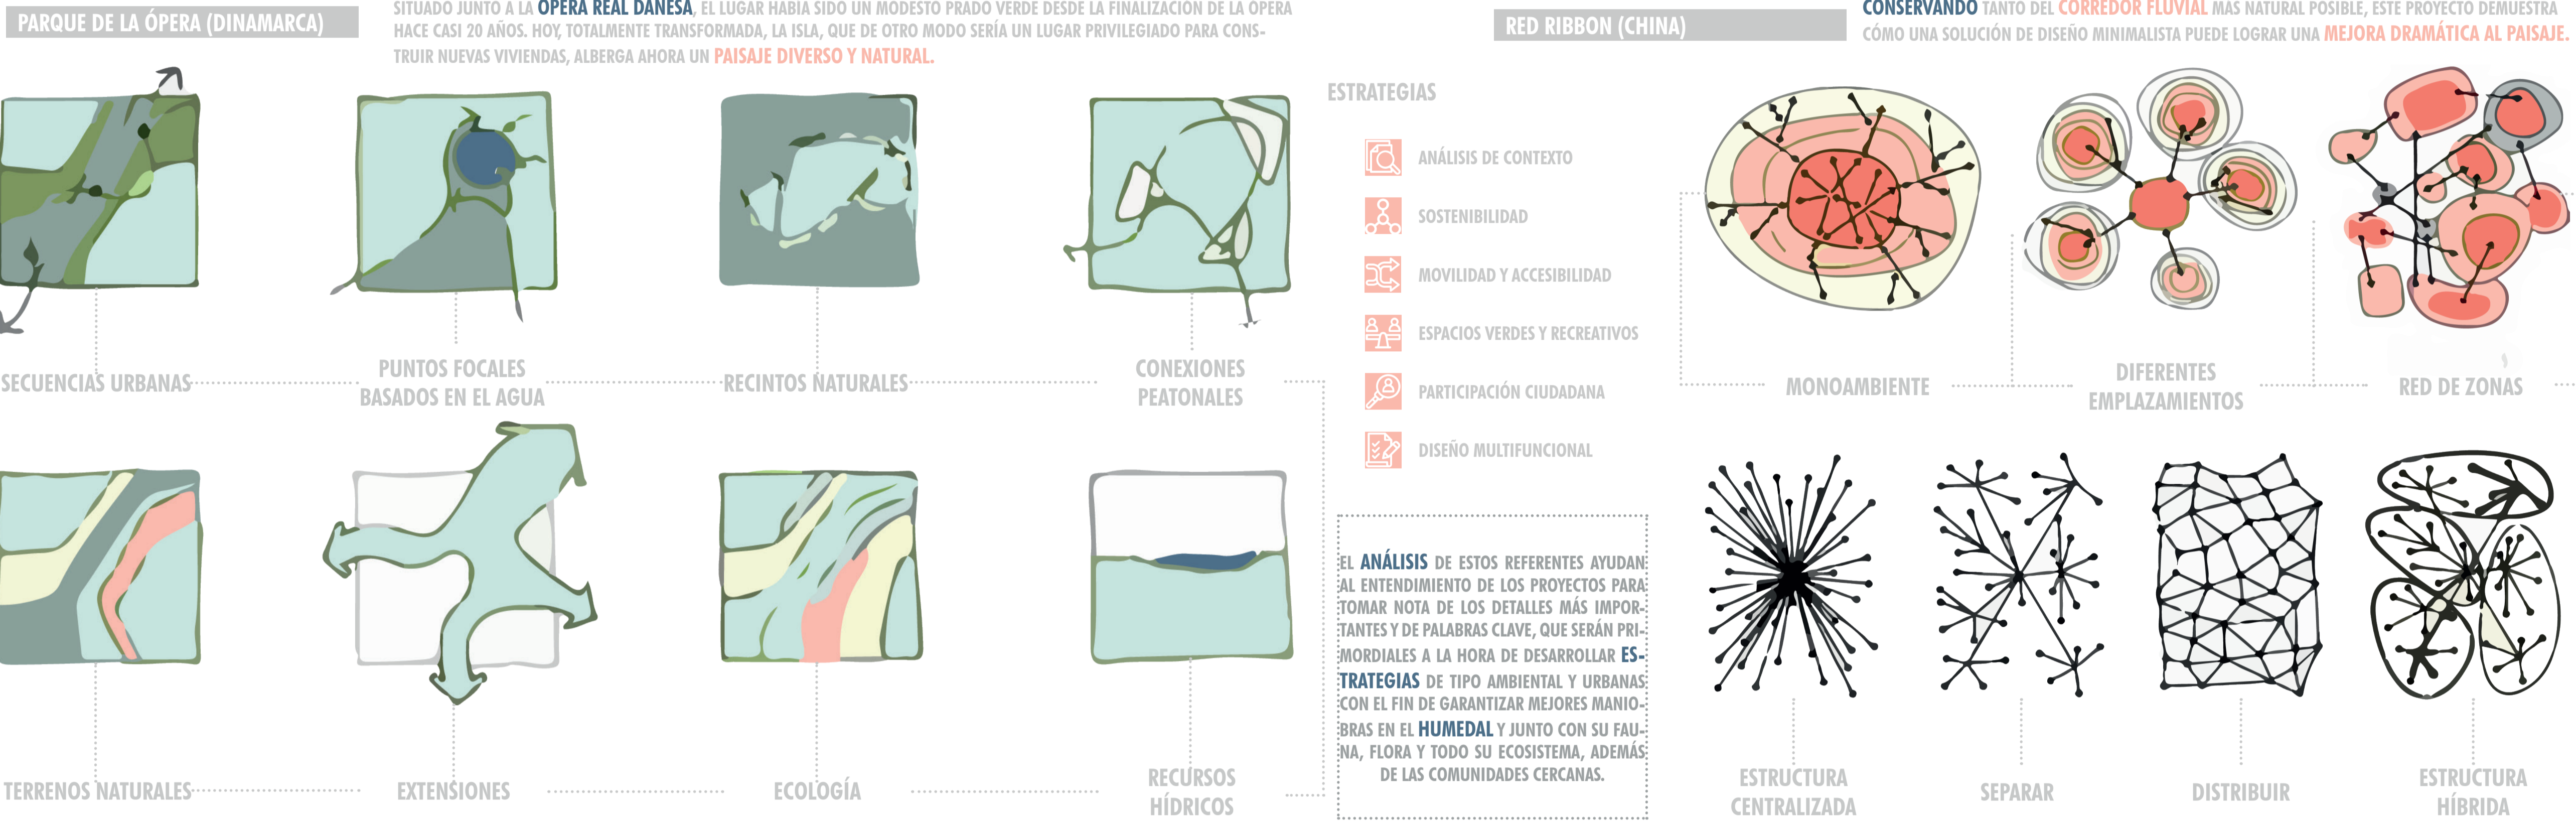 PARQUE DE LA ÓPERA (DINAMARCA)
SITUADO JUNTO A LA ÓPERA REAL DANESA, EL LUGAR HABÍA SIDO UN MODESTO PRADO VERDE DESDE LA FINALIZACIÓN DE LA ÓPERA
HACE CASI 20 AÑOS. HOY, TOTALMENTE TRANSFORMADA, LA ISLA, QUE DE OTRO MODO SERÍA UN LUGAR PRIVILEGIADO PARA CONS-
TRUIR NUEVAS VIVIENDAS, ALBERGA AHORA UN PAISAJE DIVERSO Y NATURAL.
SECUENCIAS URBANAS
PUNTOS FOCALES
BASADOS EN EL AGUA
RECINTOS NATURALES
CONEXIONES
PEATONALES
TERRENOS NATURALES
EXTENSIONES
ECOLOGÍA
RECURSOS
HÍDRICOS
ESTRATEGIAS
ANÁLISIS DE CONTEXTO
SOSTENIBILIDAD
MOVILIDAD Y ACCESIBILIDAD
ESPACIOS VERDES Y RECREATIVOS
PARTICIPACIÓN CIUDADANA
DISEÑO MULTIFUNCIONAL
EL ANÁLISIS DE ESTOS REFERENTES AYUDAN
AL ENTENDIMIENTO DE LOS PROYECTOS PARA
TOMAR NOTA DE LOS DETALLES MÁS IMPOR-
TANTES Y DE PALABRAS CLAVE, QUE SERÁN PRI-
MORDIALES A LA HORA DE DESARROLLAR ES-
TRATEGIAS DE TIPO AMBIENTAL Y URBANAS
CON EL FIN DE GARANTIZAR MEJORES MANIO-
BRAS EN EL HUMEDAL Y JUNTO CON SU FAU-
NA, FLORA Y TODO SU ECOSISTEMA, ADEMÁS
DE LAS COMUNIDADES CERCANAS.
RED RIBBON (CHINA)
CONSERVANDO TANTO DEL CORREDOR FLUVIAL MÁS NATURAL POSIBLE, ESTE PROYECTO DEMUESTRA
CÓMO UNA SOLUCIÓN DE DISEÑO MINIMALISTA PUEDE LOGRAR UNA MEJORA DRAMÁTICA AL PAISAJE.
MONOAMBIENTE
DIFERENTES
EMPLAZAMIENTOS
RED DE ZONAS
ESTRUCTURA
CENTRALIZADA
SEPARAR
DISTRIBUIR
ESTRUCTURA
HÍBRIDA